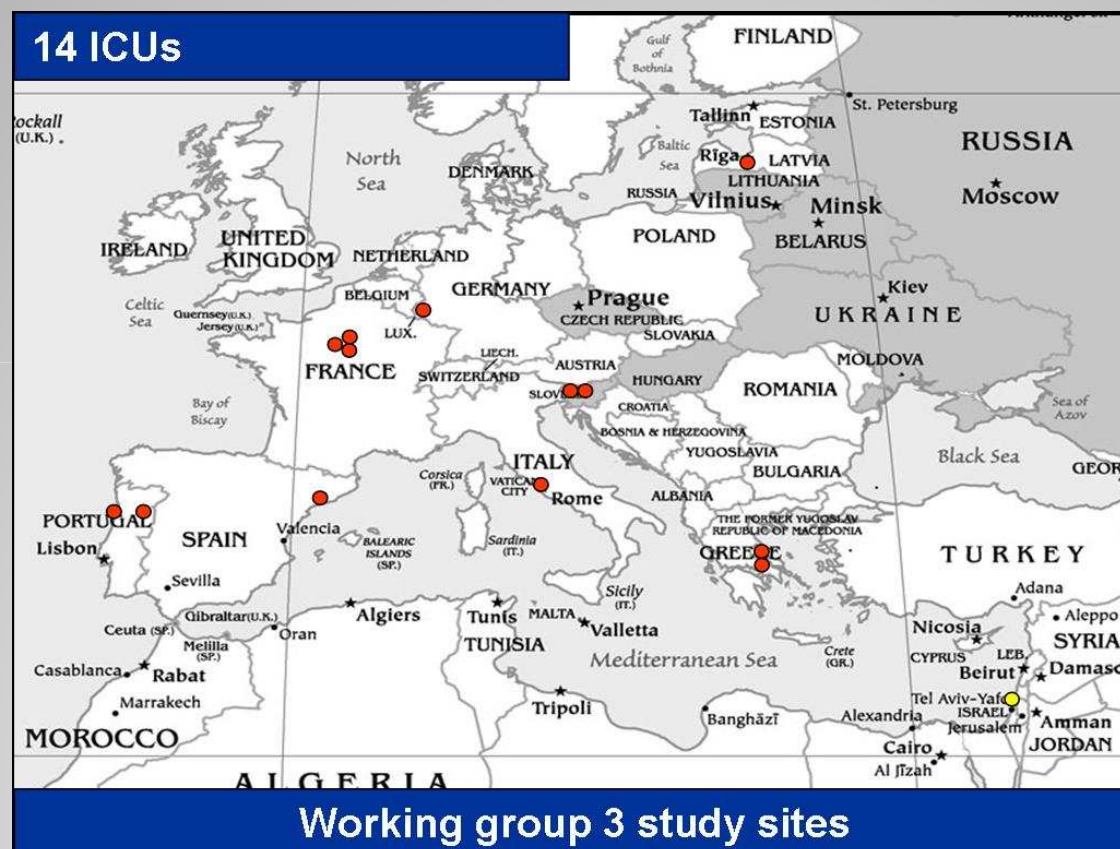 14 ICUs
FINLAND
Gulf
of
Bothnia
St. Petersburg
Tallinn
ESTONIA
ockall
(U.K.)
RUSSIA
North
Sea
Baltic
Sea
Rīga
LATVIA
DENMARK
LITHUANIA
RUSSIA
Vilnius
Moscow
Minsk
BELARUS
IRELAND
UNITED
KINGDOM
NETHERLAND
POLAND
GERMANY
BELGIUM
Celtic
Sea
Guernsey (U.K.)
Jersey (U.K.)
LUX.
Prague
CZECH REPUBLIC
SLOVAKIA
Kiev
UKRAINE
LIECH.
AUSTRIA
MOLDOVA
FRANCE
SWITZERLAND
HUNGARY
ROMANIA
SLOVE
CROATIA
Bay of
Biscay
Sea of
Azov
BOSNIA & HERZEGOVINA
YUGOSLAVIA
BULGARIA
Black Sea
GEOR
ITALY
Corsica
(FR.)
VATICAN
CITY
Rome
ALBANIA
THE FORMER YUGOSLAV
REPUBLIC OF MACEDONIA
PORTUGAL
Lisbon
SPAIN
Valencia
BALEARIC
ISLANDS
(SP.)
Sardinia
(IT.)
GREECE
TURKEY
Sevilla
Sicily
(IT.)
Adana
Gibraltar(U.K.)
Algiers
Tunis
MALTA
Valletta
Nicosia
Aleppo
Ceuta (SP.)
Oran
TUNISIA
SYRIA
Melilla
(SP.)
Crete
(GR.)
CYPRUS
LEB.
Casablanca
Rabat
Mediterranean Sea
Beirut
Damasc
Marrakech
Tripoli
Banghāzī
Tel Aviv-Yafo
ISRAEL
Jerusalem
Alexandria
Amman
JORDAN
MOROCCO
Cairo
Al Jīzah
ALGERIA
Working group 3 study sites